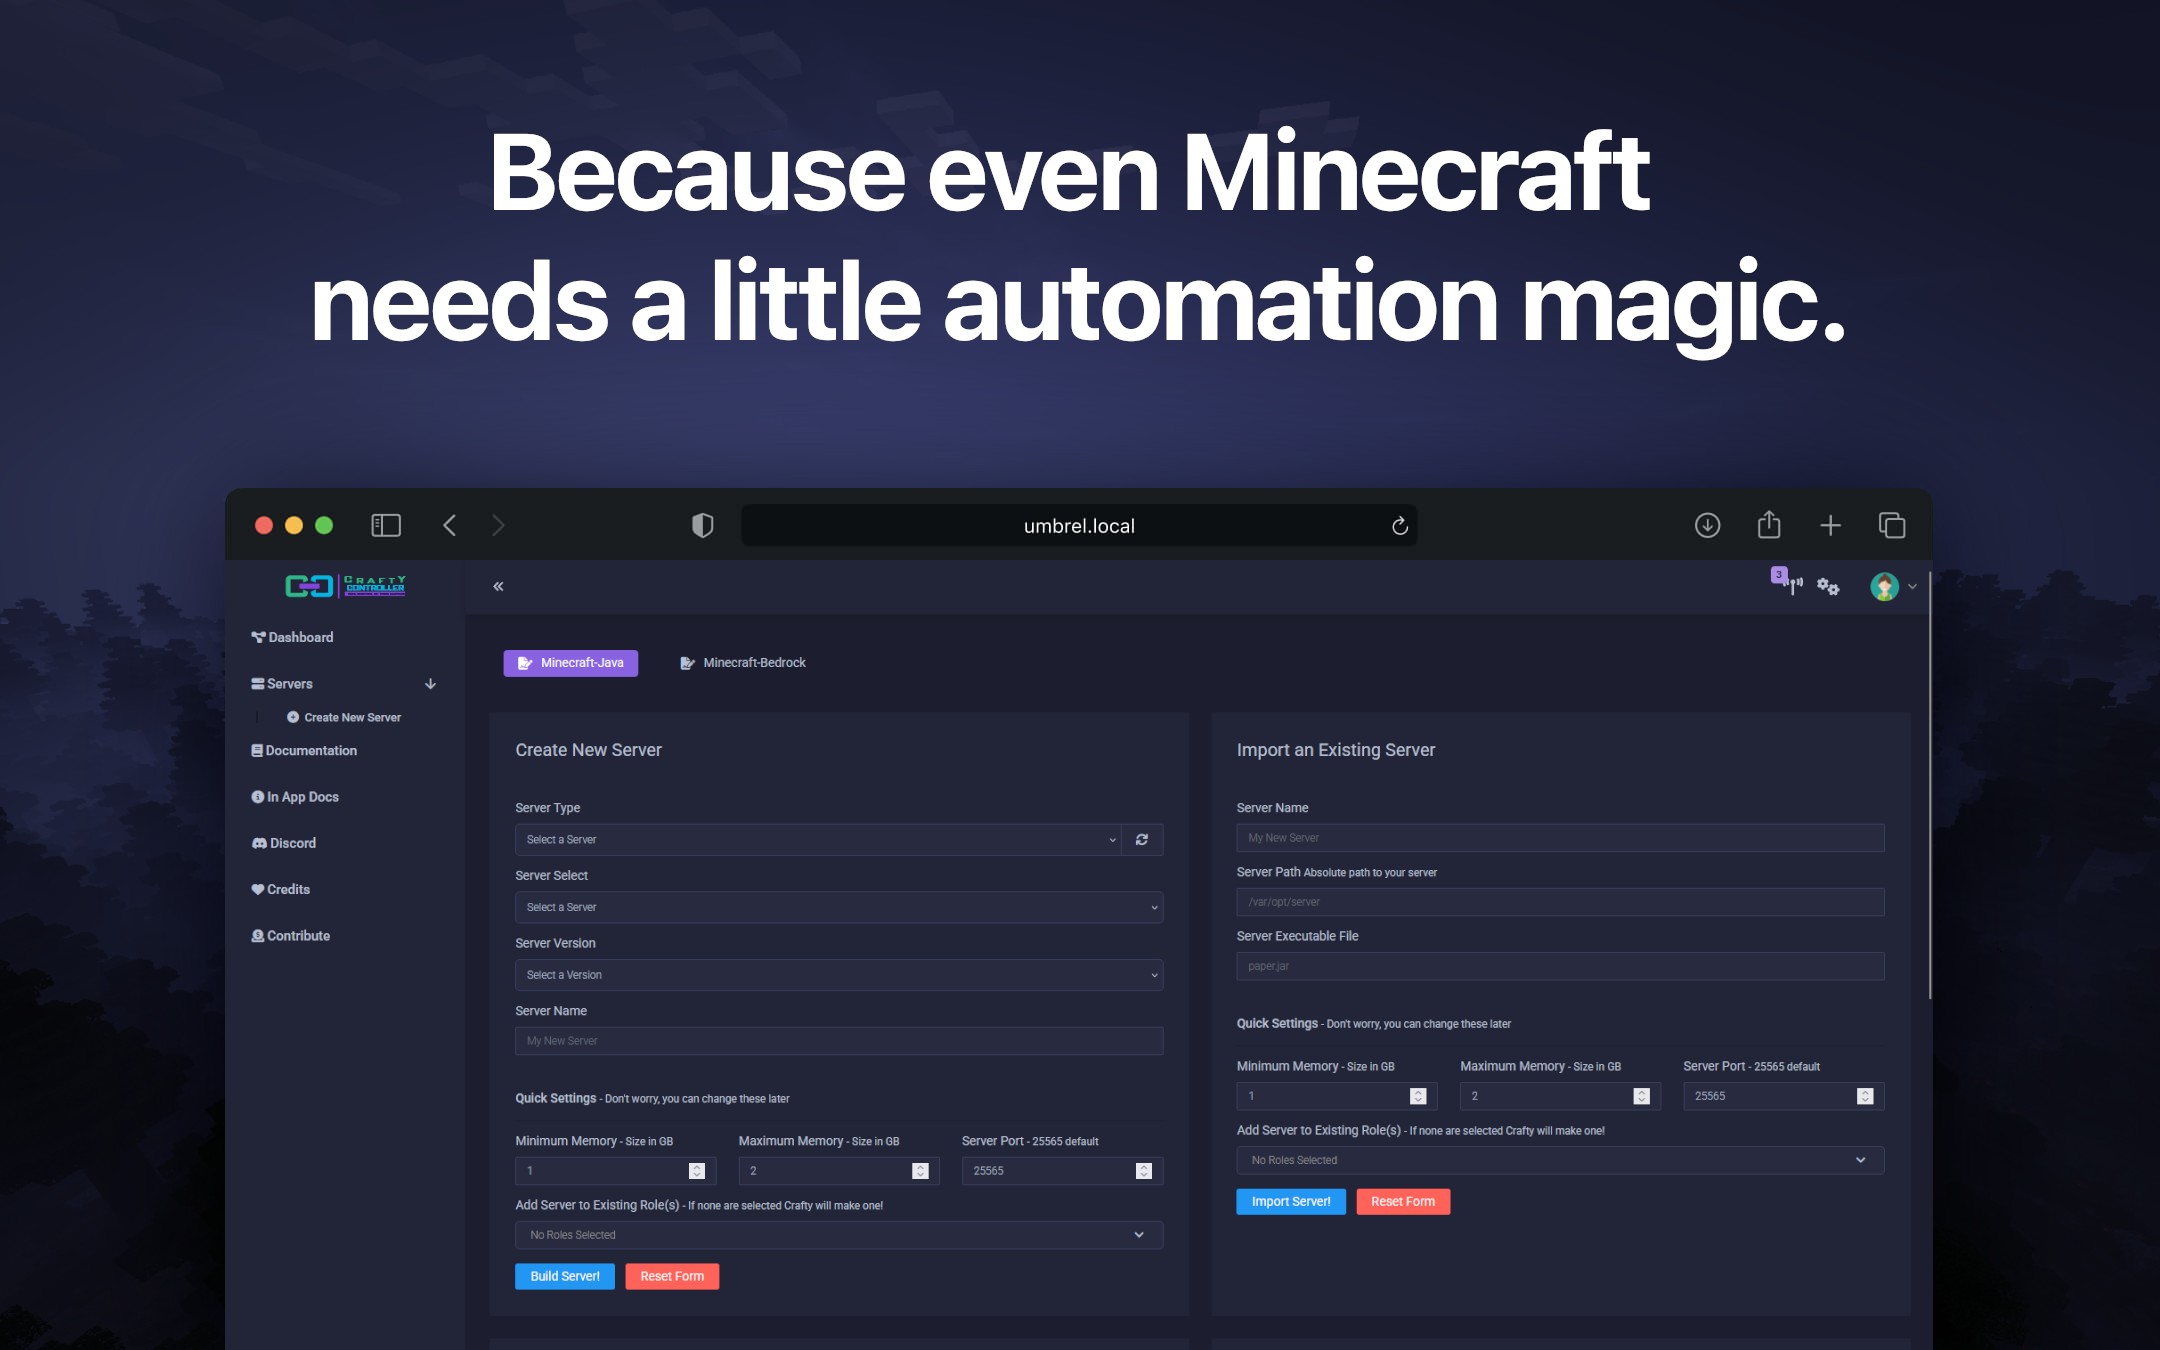 Because even Minecraft
needs a little automation magic.
umbrel.local
CRAFTY
CONTROLLER
3
Dashboard
Servers
Create New Server
Documentation
In App Docs
Discord
Credits
Contribute
Minecraft-Java
Minecraft-Bedrock
Create New Server
Server Type
Select a Server
Server Select
Select a Server
Server Version
Select a Version
Server Name
My New Server
Quick Settings - Don't worry, you can change these later
Minimum Memory - Size in GB
Maximum Memory - Size in GB
Server Port - 25565 default
1
2
25565
Add Server to Existing Role(s) - If none are selected Crafty will make one!
No Roles Selected
Build Server!
Reset Form
Import an Existing Server
Server Name
My New Server
Server Path Absolute path to your server
/var/opt/server
Server Executable File
paper.jar
Quick Settings - Don't worry, you can change these later
Minimum Memory - Size in GB
Maximum Memory - Size in GB
Server Port - 25565 default
1
2
25565
Add Server to Existing Role(s) - If none are selected Crafty will make one!
No Roles Selected
Import Server!
Reset Form